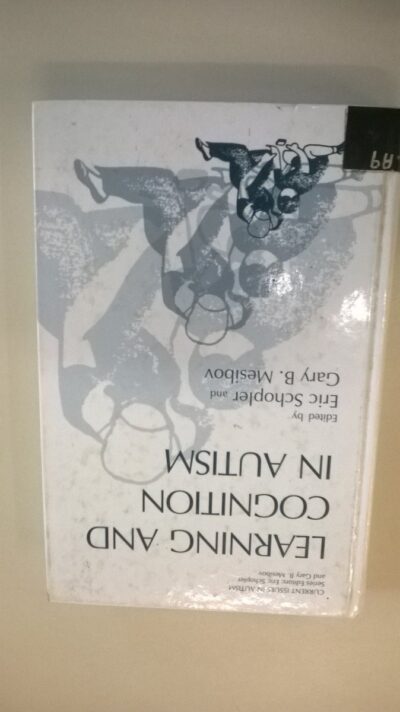 CURRENT ISSUES IN AUTISM
Series Editors: Eric Schopler
and Gary B. Mesibov
LEARNING AND
COGNITION
IN AUTISM
Edited by
Eric Schopler and
Gary B. Mesibov